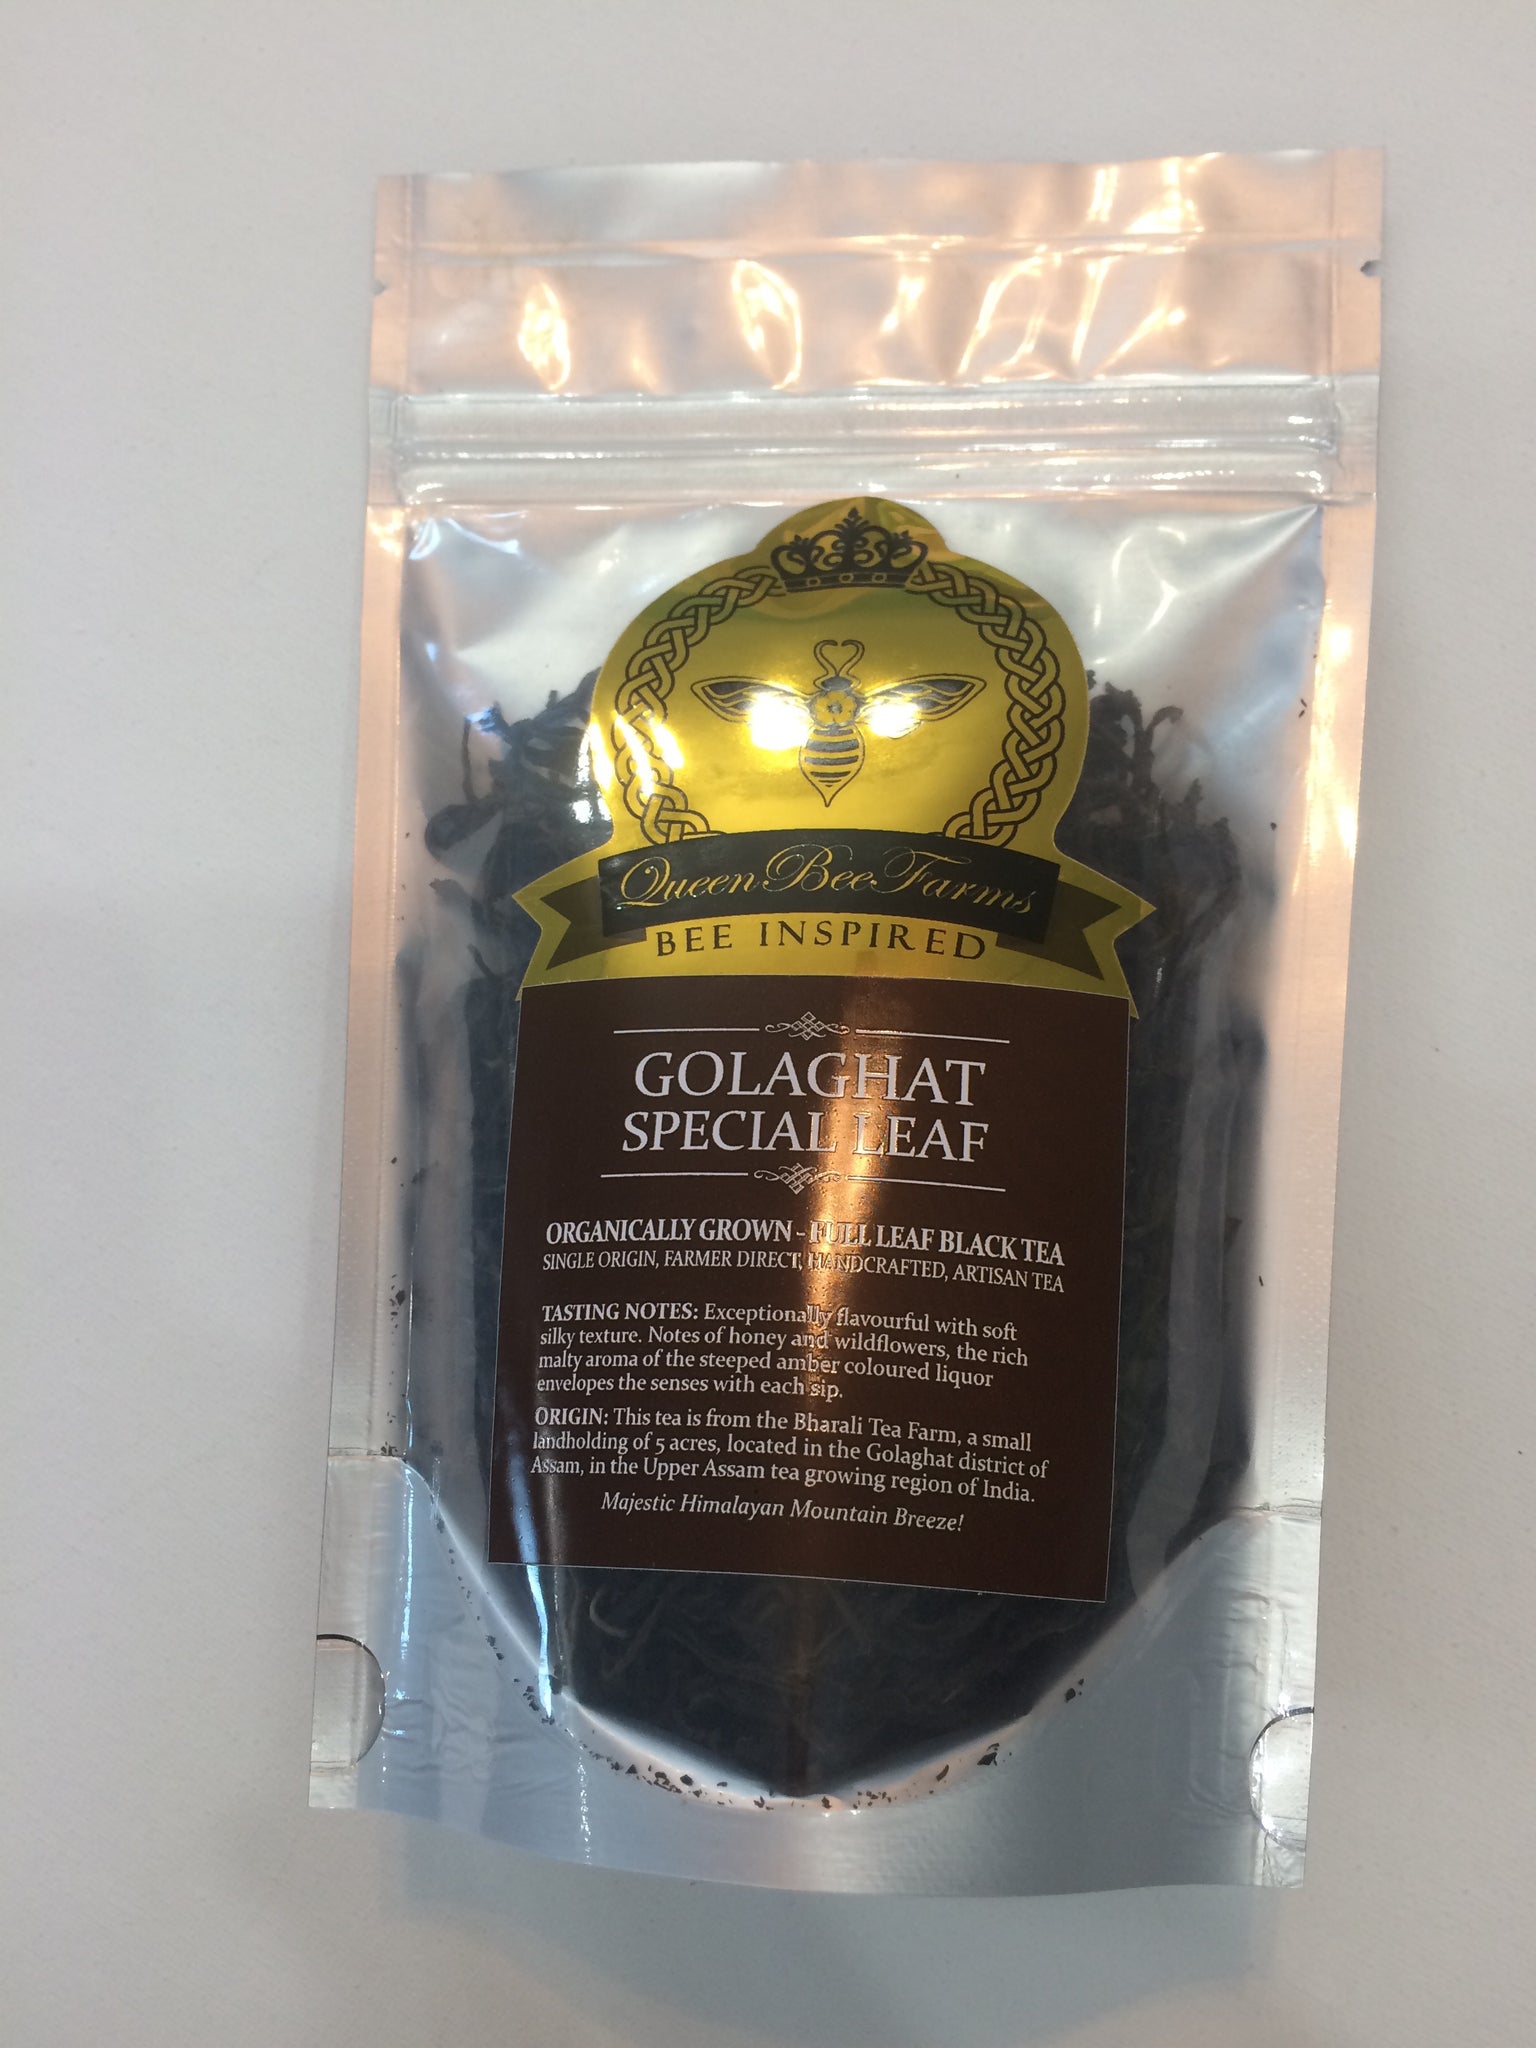 Queen Bee Farms
BEE INSPIRED
GOLAGHAT
SPECIAL LEAF
ORGANICALLY GROWN - FULL LEAF BLACK TEA
SINGLE ORIGIN, FARMER DIRECT, HANDCRAFTED, ARTISAN TEA
TASTING NOTES: Exceptionally flavourful with soft
silky texture. Notes of honey and wildflowers, the rich
malty aroma of the steeped amber coloured liquor
envelopes the senses with each sip.
ORIGIN: This tea is from the Bharali Tea Farm, a small
landholding of 5 acres, located in the Golaghat district of
Assam, in the Upper Assam tea growing region of India.
Majestic Himalayan Mountain Breeze!